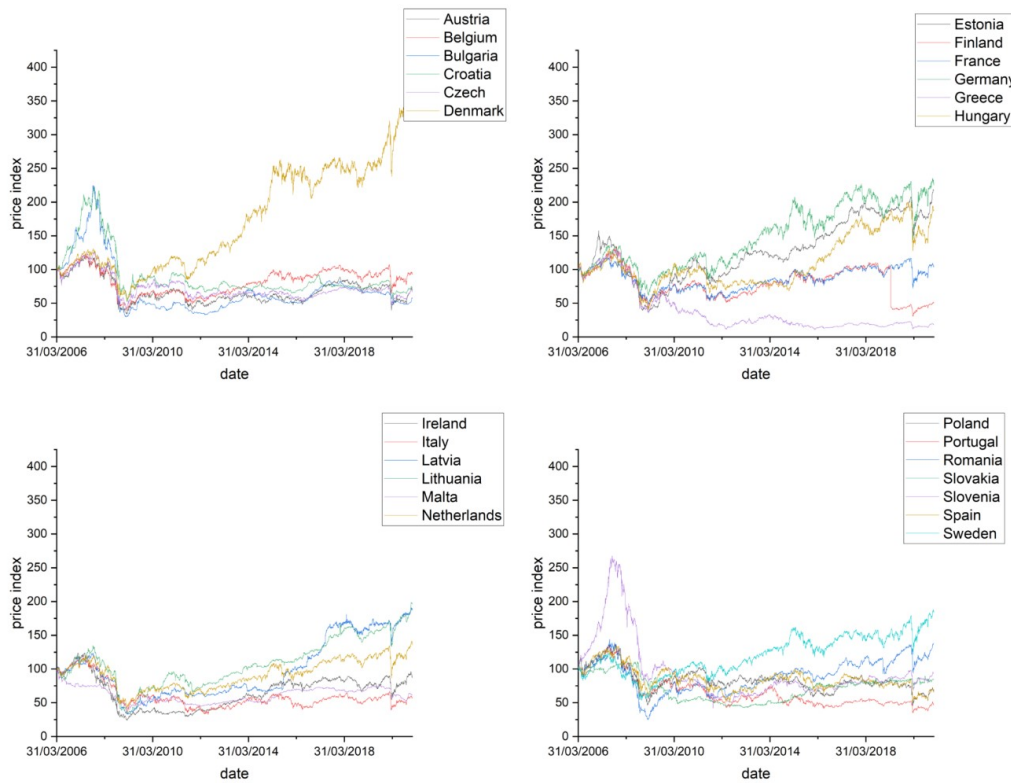 Austria
Belgium
Bulgaria
Croatia
Czech
Denmark
400
350
300
250
200
150
100
50
0
price index
31/03/2006
31/03/2010
31/03/2014
31/03/2018
date
Estonia
Finland
France
Germany
Greece
Hungary
400
350
300
250
200
150
100
50
0
price index
31/03/2006
31/03/2010
31/03/2014
31/03/2018
date
Ireland
Italy
Latvia
Lithuania
Malta
Netherlands
400
350
300
250
200
150
100
50
0
price index
31/03/2006
31/03/2010
31/03/2014
31/03/2018
date
Poland
Portugal
Romania
Slovakia
Slovenia
Spain
Sweden
400
350
300
250
200
150
100
50
0
price index
31/03/2006
31/03/2010
31/03/2014
31/03/2018
date